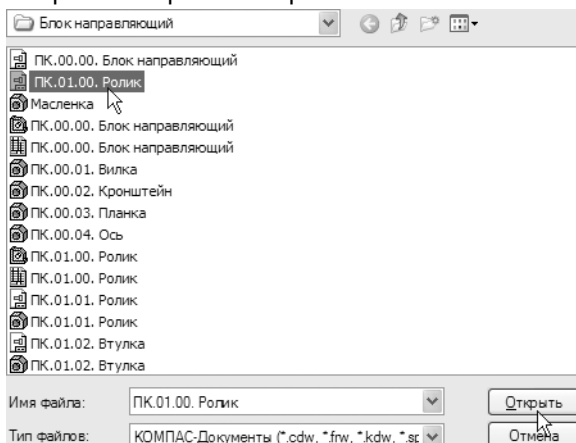 Блок направляющий
ПК.00.00. Блок направляющий
ПК.01.00. Ролик
Масленка
ПК.00.00. Блок направляющий
ПК.00.00. Блок направляющий
ПК.00.01. Вилка
ПК.00.02. Кронштейн
ПК.00.03. Планка
ПК.00.04. Ось
ПК.01.00. Ролик
ПК.01.00. Ролик
ПК.01.01. Ролик
ПК.01.01. Ролик
ПК.01.02. Втулка
ПК.01.02. Втулка
Имя файла: ПК.01.00. Ролик Открыть
Тип файлов: КОМПАС-Документы (*.cdw, *.frw, *.kdw, *.sp Отмена